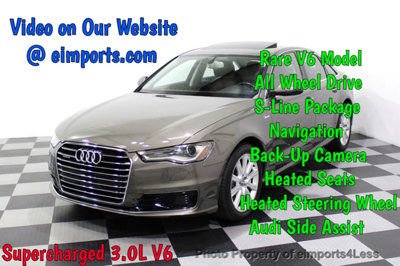 Video on Our Website
@ eimports.com
Rare V6 Model
All Wheel Drive
S-Line Package
Navigation
Back-Up Camera
Heated Seats
Heated Steering Wheel
Audi Side Assist
Supercharged 3.0L V6
Photo Property of eImports4Less